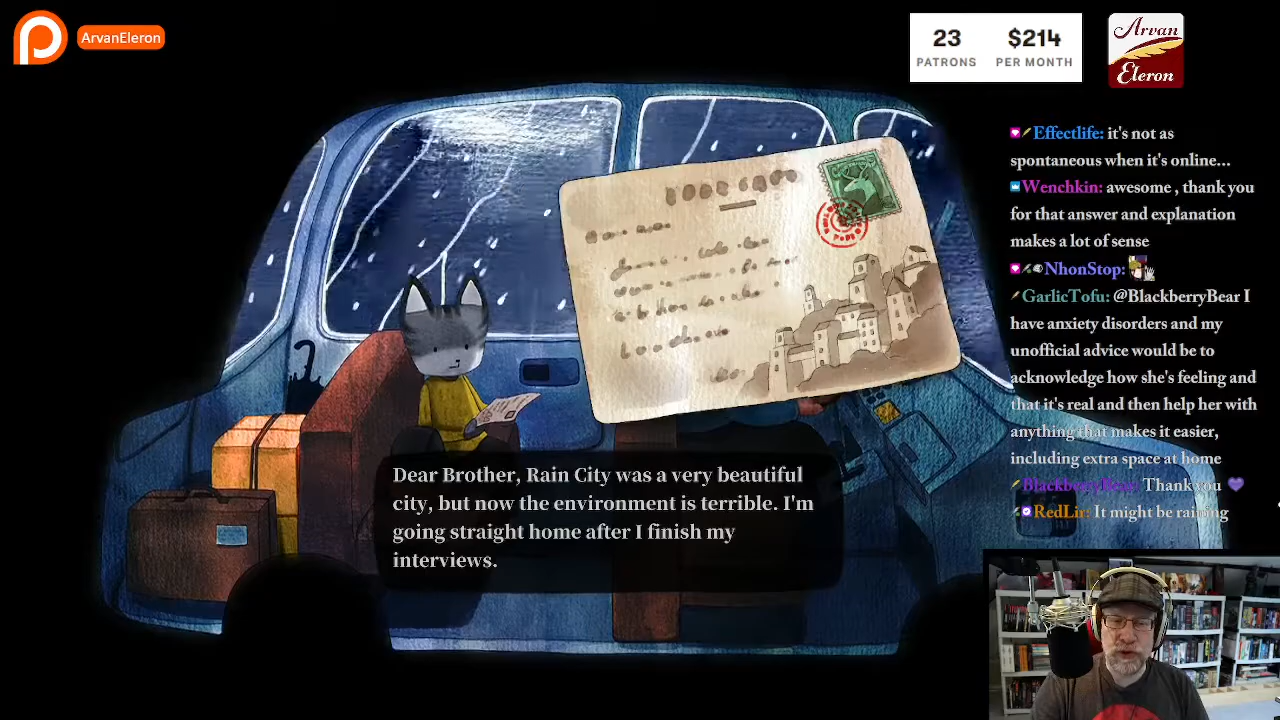 ArvanEleron
23
PATRONS
$214
PER MONTH
Arvan
Eleron
Effectlife: it's not as
spontaneous when it's online...
Wenchkin: awesome , thank you
for that answer and explanation
makes a lot of sense
NhonStop:
GarlicTofu: @BlackberryBear I
have anxiety disorders and my
unofficial advice would be to
acknowledge how she's feeling and
that it's real and then help her with
anything that makes it easier,
including extra space at home
BlackberryBear: Thank you
RedLir: It might be raining
Dear Brother, Rain City was a very beautiful
city, but now the environment is terrible. I'm
going straight home after I finish my
interviews.